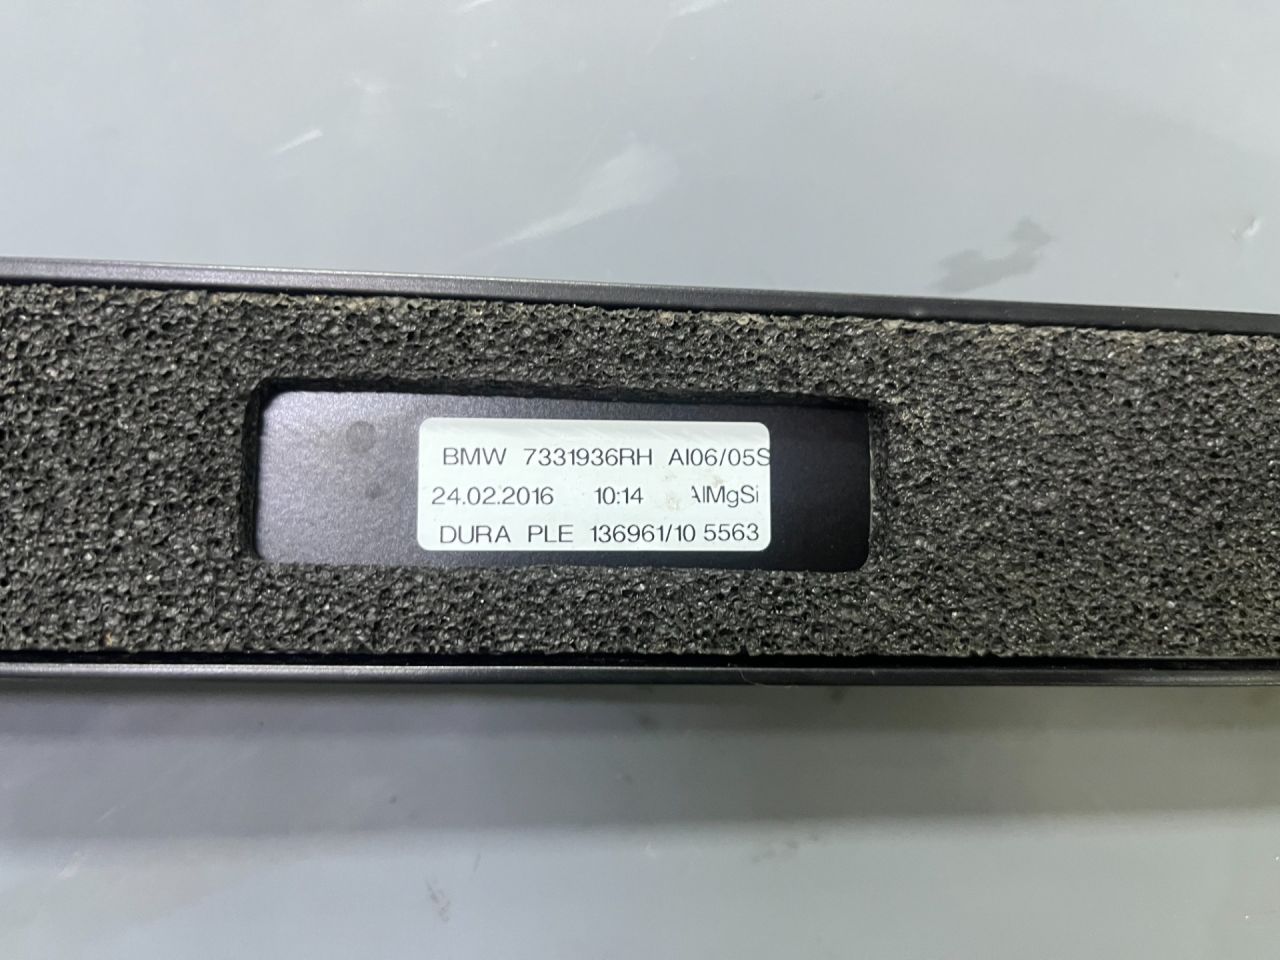 BMW 7331936RH AI06/05S
24.02.2016 10:14 AlMgSi
DURA PLE 136961/10 5563